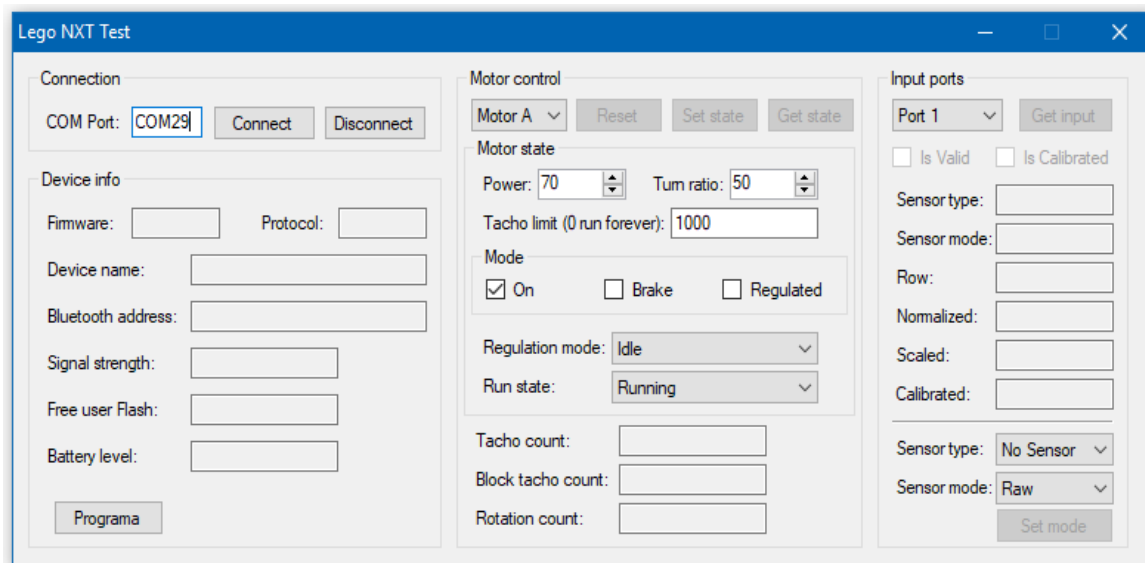 Lego NXT Test
Connection
COM Port: COM29 Connect Disconnect
Device info
Firmware: Protocol:
Device name:
Bluetooth address:
Signal strength:
Free user Flash:
Battery level:
Programa
Motor control
Motor A Reset Set state Get state
Motor state
Power: 70 Turn ratio: 50
Tacho limit (0 run forever): 1000
Mode
On Brake Regulated
Regulation mode: Idle
Run state: Running
Tacho count:
Block tacho count:
Rotation count:
Input ports
Port 1 Get input
Is Valid Is Calibrated
Sensor type:
Sensor mode:
Row:
Normalized:
Scaled:
Calibrated:
Sensor type: No Sensor
Sensor mode: Raw
Set mode